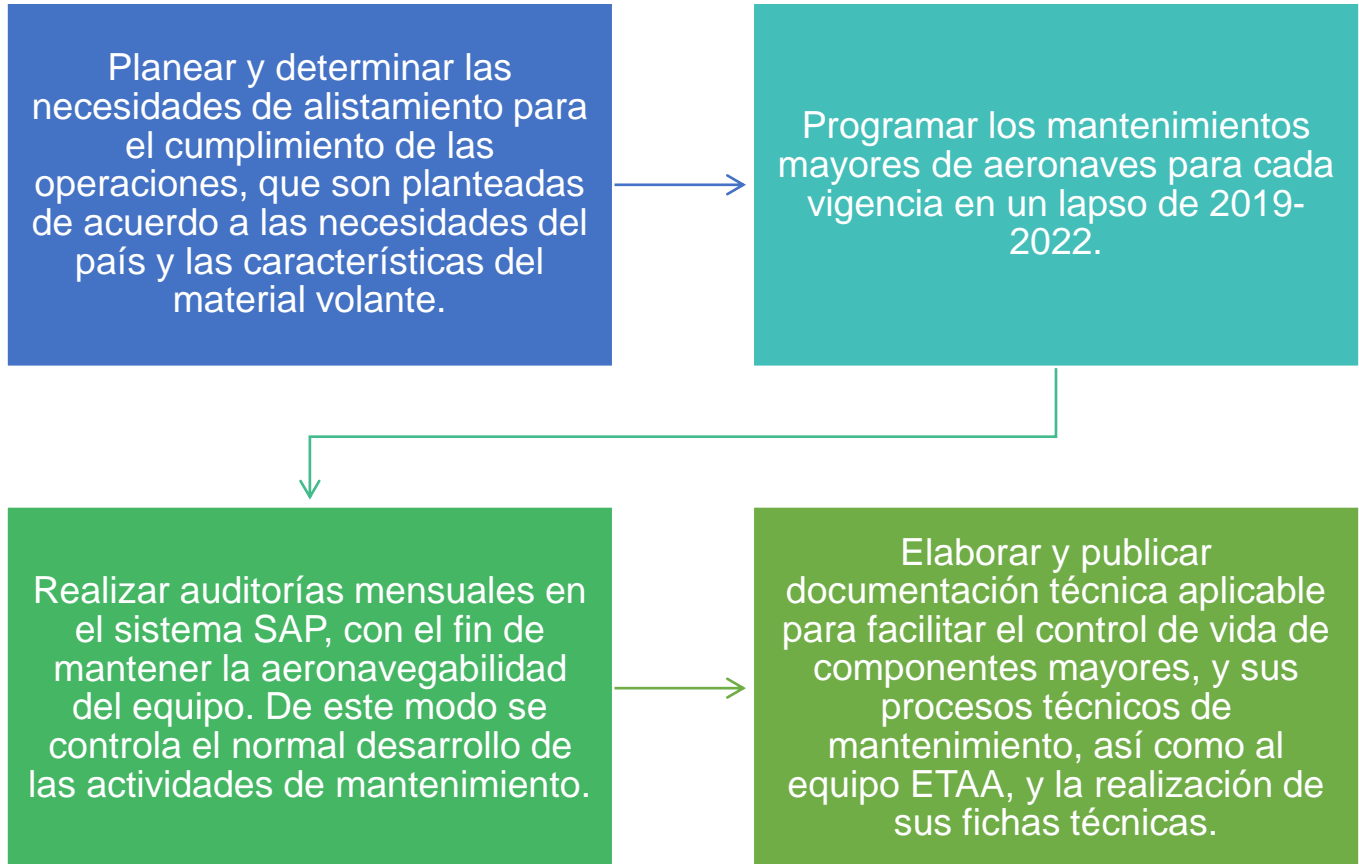 Planear y determinar las
necesidades de alistamiento para
el cumplimiento de las
operaciones, que son planteadas
de acuerdo a las necesidades del
país y las características del
material volante.
Programar los mantenimientos
mayores de aeronaves para cada
vigencia en un lapso de 2019-
2022.
Realizar auditorías mensuales en
el sistema SAP, con el fin de
mantener la aeronavegabilidad
del equipo. De este modo se
controla el normal desarrollo de
las actividades de mantenimiento.
Elaborar y publicar
documentación técnica aplicable
para facilitar el control de vida de
componentes mayores, y sus
procesos técnicos de
mantenimiento, así como al
equipo ETAA, y la realización de
sus fichas técnicas.